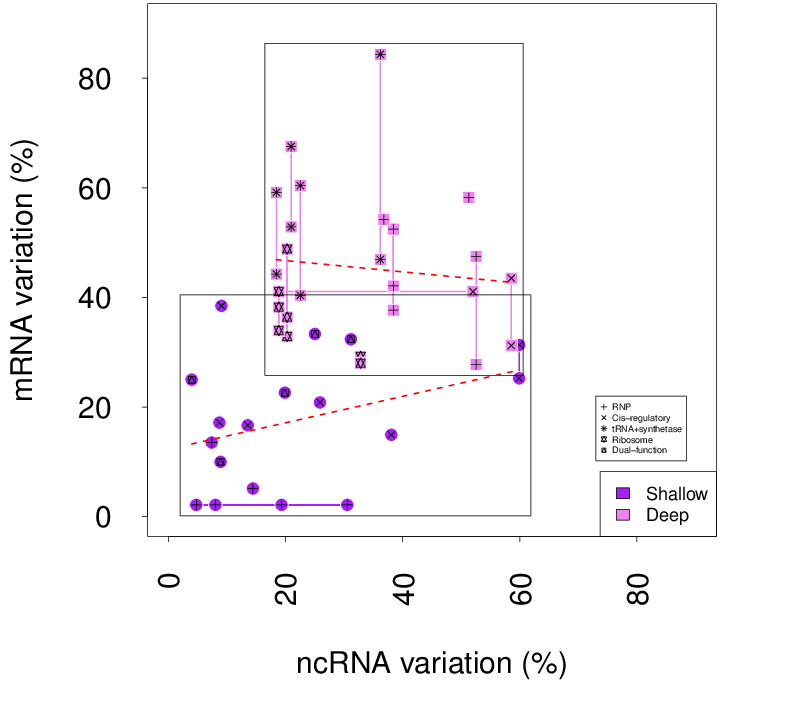 mRNA variation (%)
80
60
40
20
0
0
20
40
60
80
ncRNA variation (%)
RNP
Cis−regulatory
tRNA+synthetase
Ribosome
Dual−function
Shallow
Deep